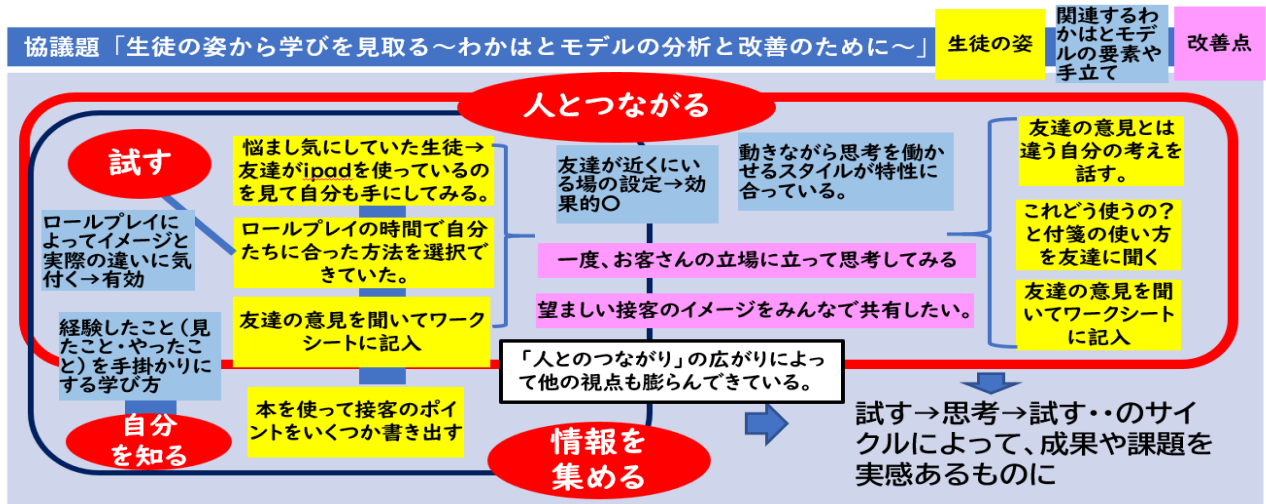 協議題「生徒の姿から学びを見取る～わかはとモデルの分析と改善のために～」
生徒の姿
関連するわ
かはとモデ
ルの要素や
手立て
改善点
人とつながる
試す
悩まし気にしていた生徒→
友達がipadを使っているの
を見て自分も手にしてみる。
友達が近くにい
る場の設定→効
果的〇
動きながら思考を働か
せるスタイルが特性に
合っている。
友達の意見とは
違う自分の考えを
話す。
ロールプレイに
よってイメージと
実際の違いに気
付く→有効
ロールプレイの時間で自分
たちに合った方法を選択で
きていた。
これどう使うの？
と付箋の使い方
を友達に聞く
一度、お客さんの立場に立って思考してみる
望ましい接客のイメージをみんなで共有したい。
友達の意見を聞いてワーク
シートに記入
友達の意見を聞
いてワークシート
に記入
経験したこと（見
たこと・やったこ
と）を手掛かりに
する学び方
「人とのつながり」の広がりによっ
て他の視点も膨らんできている。
自分
を知る
本を使って接客のポイ
ントをいくつか書き出す
情報を
集める
試す→思考→試す・・のサイ
クルによって、成果や課題を
実感あるものに